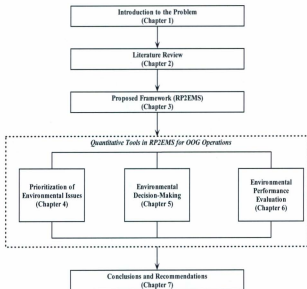 Introduction to the Problem
(Chapter 1)
Literature Review
(Chapter 2)
Proposed Framework (RP2EMS)
(Chapter 3)
Quantitative Tools in RP2EMS for OOG Operations
Prioritization of
Environmental Issues
(Chapter 4)
Environmental
Decision-Making
(Chapter 5)
Environmental
Performance
Evaluation
(Chapter 6)
Conclusions and Recommendations
(Chapter 7)